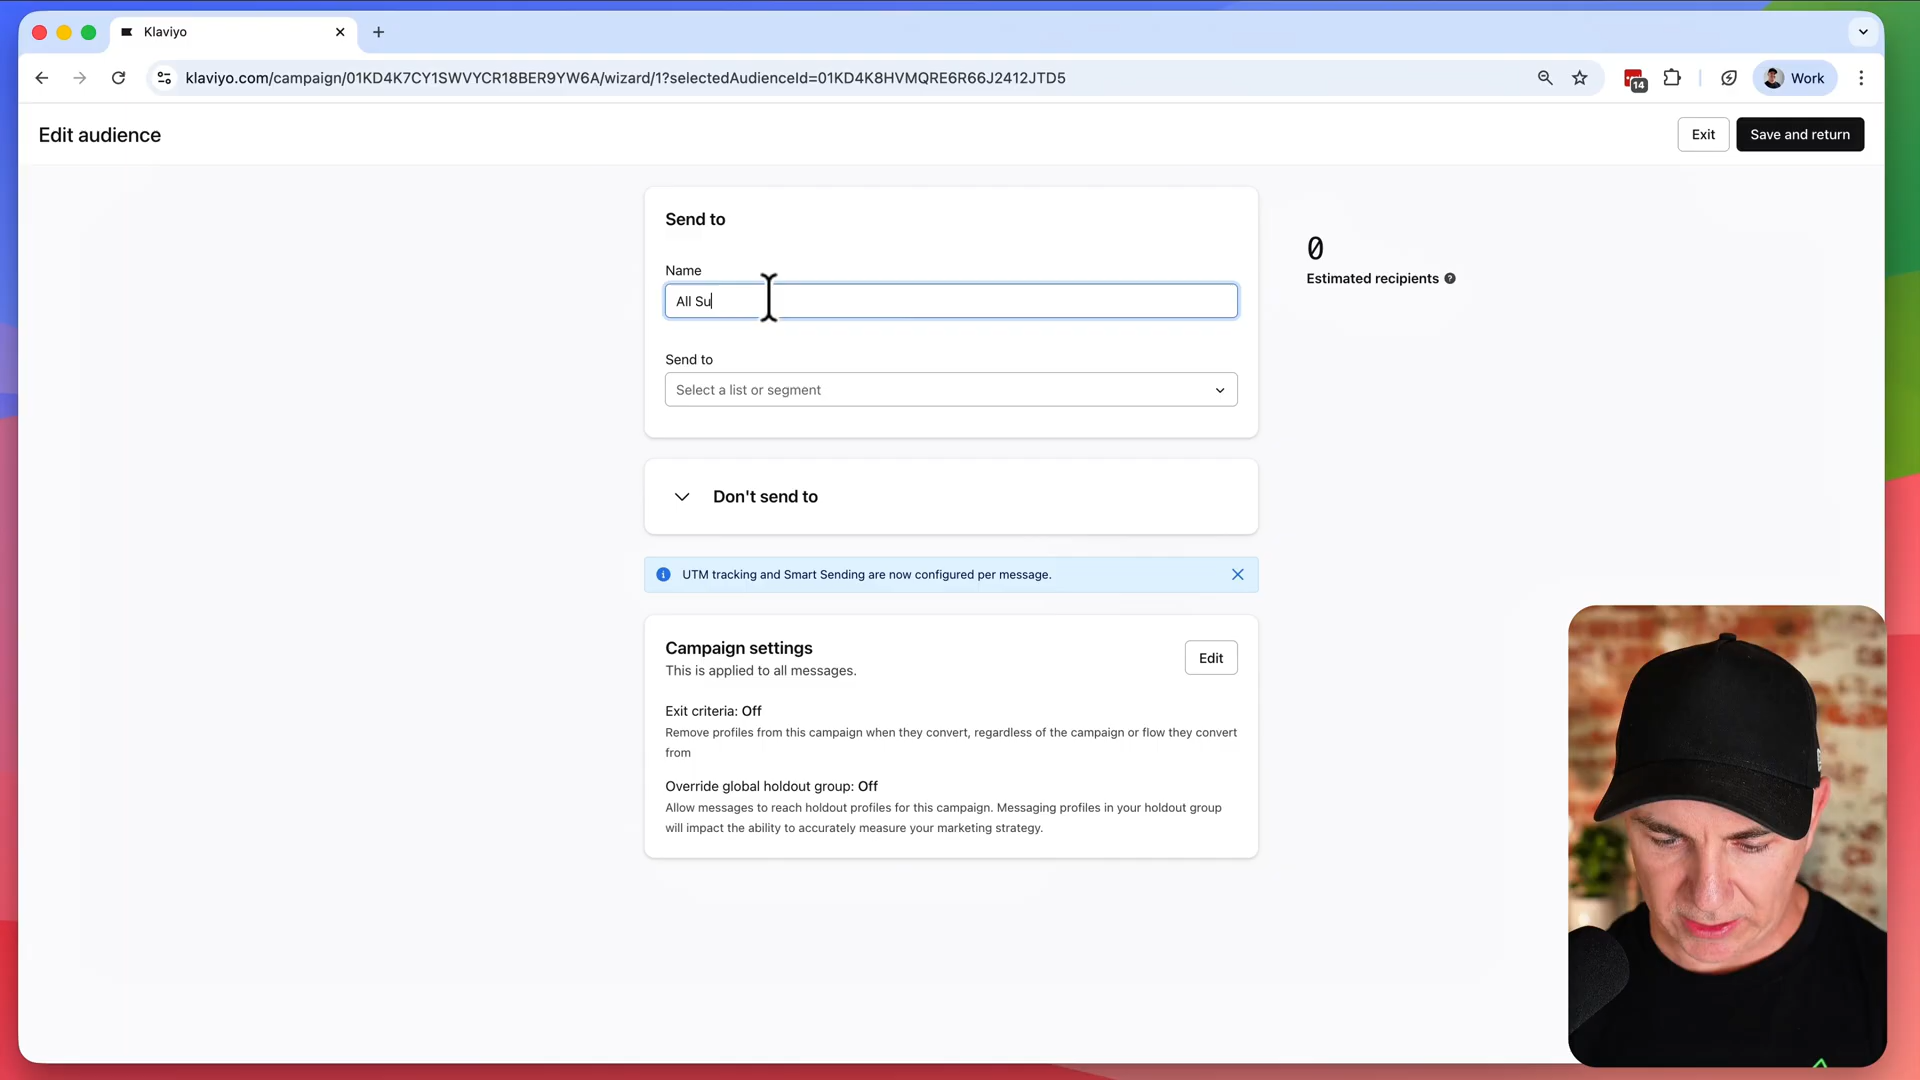 Klaviyo
klaviyo.com/campaign/01KD4K7CY1SWVYCR18BER9YW6A/wizard/1?selectedAudienceId=01KD4K8HVMQRE6R66J2412JTD5
14
Work
Edit audience
Exit
Save and return
Send to
0
Estimated recipients
Name
All Su
Send to
Select a list or segment
Don't send to
UTM tracking and Smart Sending are now configured per message.
Campaign settings
Edit
This is applied to all messages.
Exit criteria: Off
Remove profiles from this campaign when they convert, regardless of the campaign or flow they convert
from
Override global holdout group: Off
Allow messages to reach holdout profiles for this campaign. Messaging profiles in your holdout group
will impact the ability to accurately measure your marketing strategy.